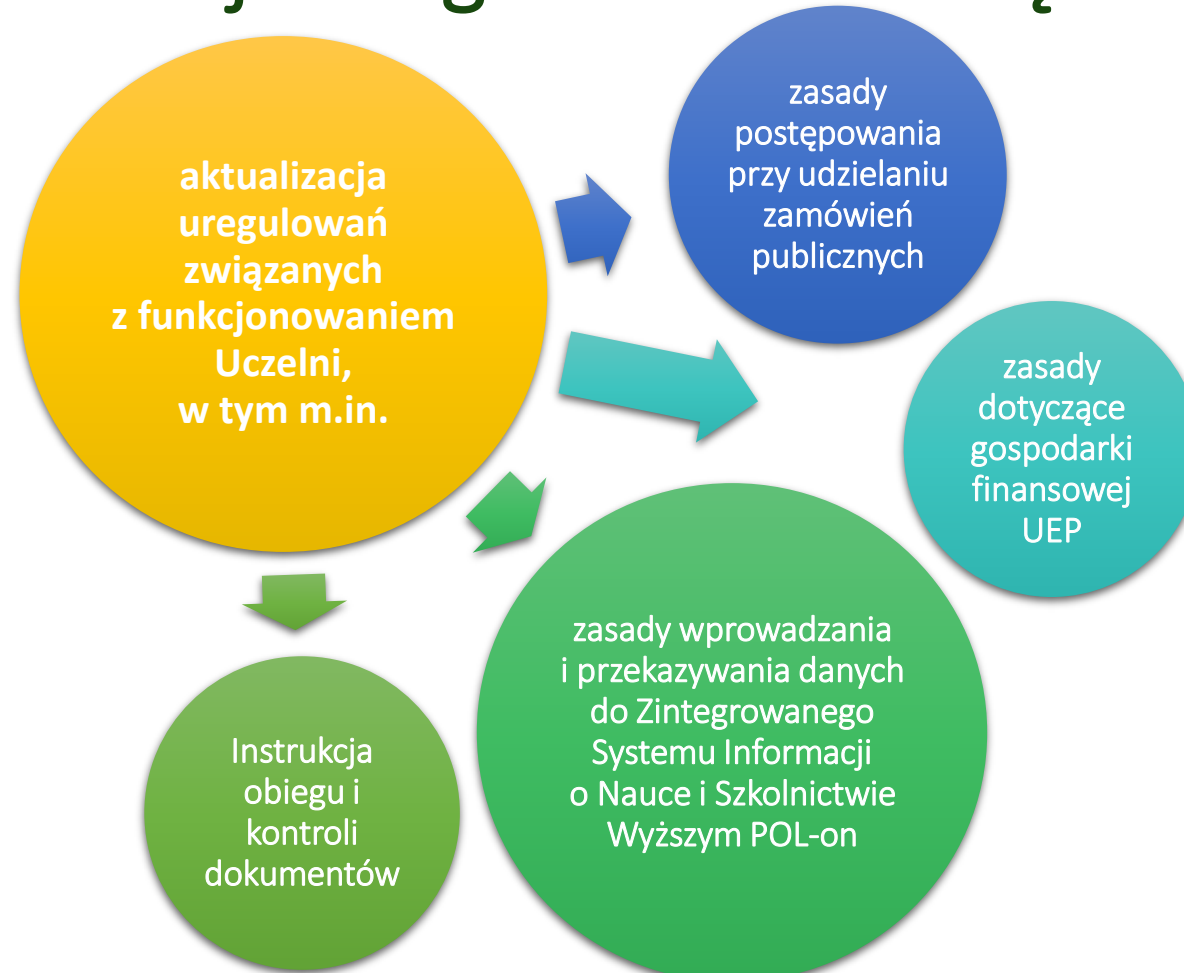 aktualizacja
uregulowań
związanych
z funkcjonowaniem
Uczelni,
w tym m.in.
zasady
postępowania
przy udzielaniu
zamówień
publicznych
zasady
dotyczące
gospodarki
finansowej
UEP
zasady wprowadzania
i przekazywania danych
do Zintegrowanego
Systemu Informacji
o Nauce i Szkolnictwie
Wyższym POL-on
Instrukcja
obiegu i
kontroli
dokumentów